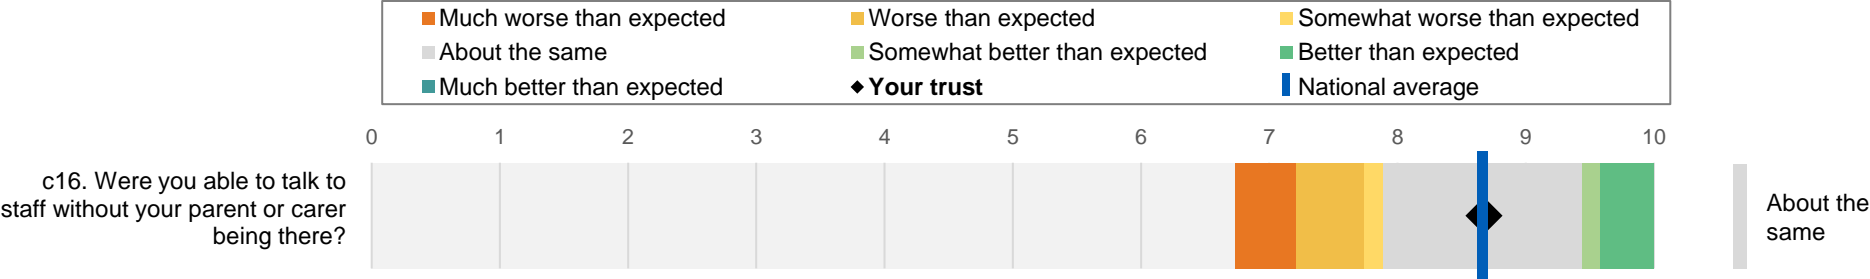 Much worse than expected
Worse than expected
Somewhat worse than expected
About the same
Somewhat better than expected
Better than expected
Much better than expected
Your trust
National average
0 1 2 3 4 5 6 7 8 9 10
c16. Were you able to talk to
staff without your parent or carer
being there?
About the
same